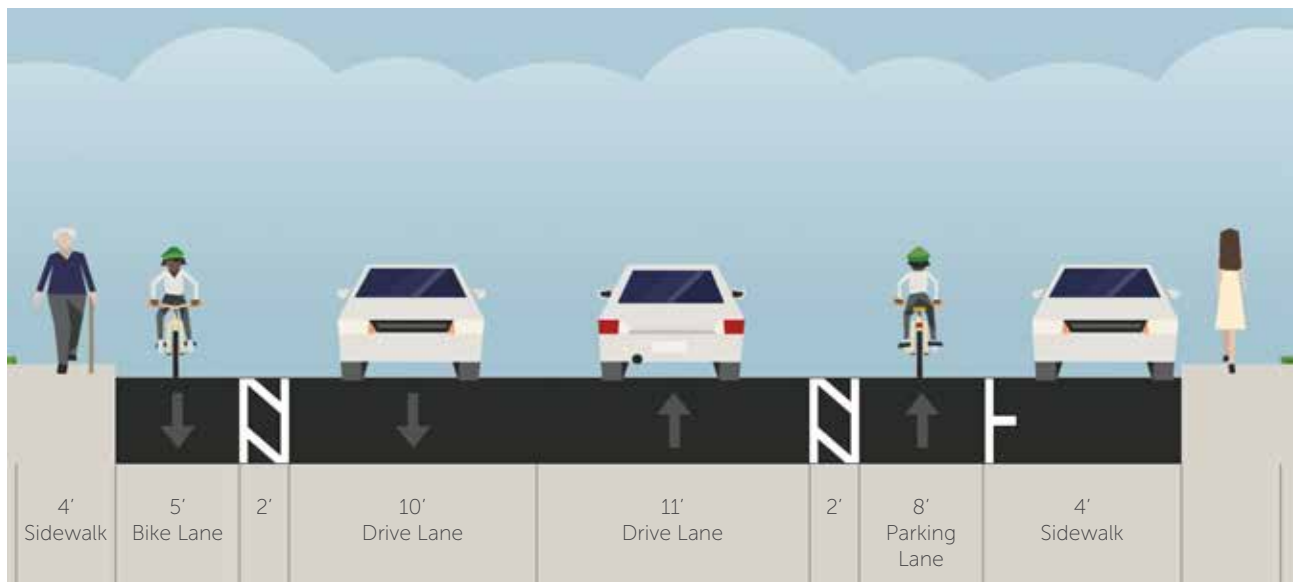 4’
Sidewalk
5’
Bike Lane
2’
10’
Drive Lane
11’
Drive Lane
2’
8’
Parking
Lane
4’
Sidewalk